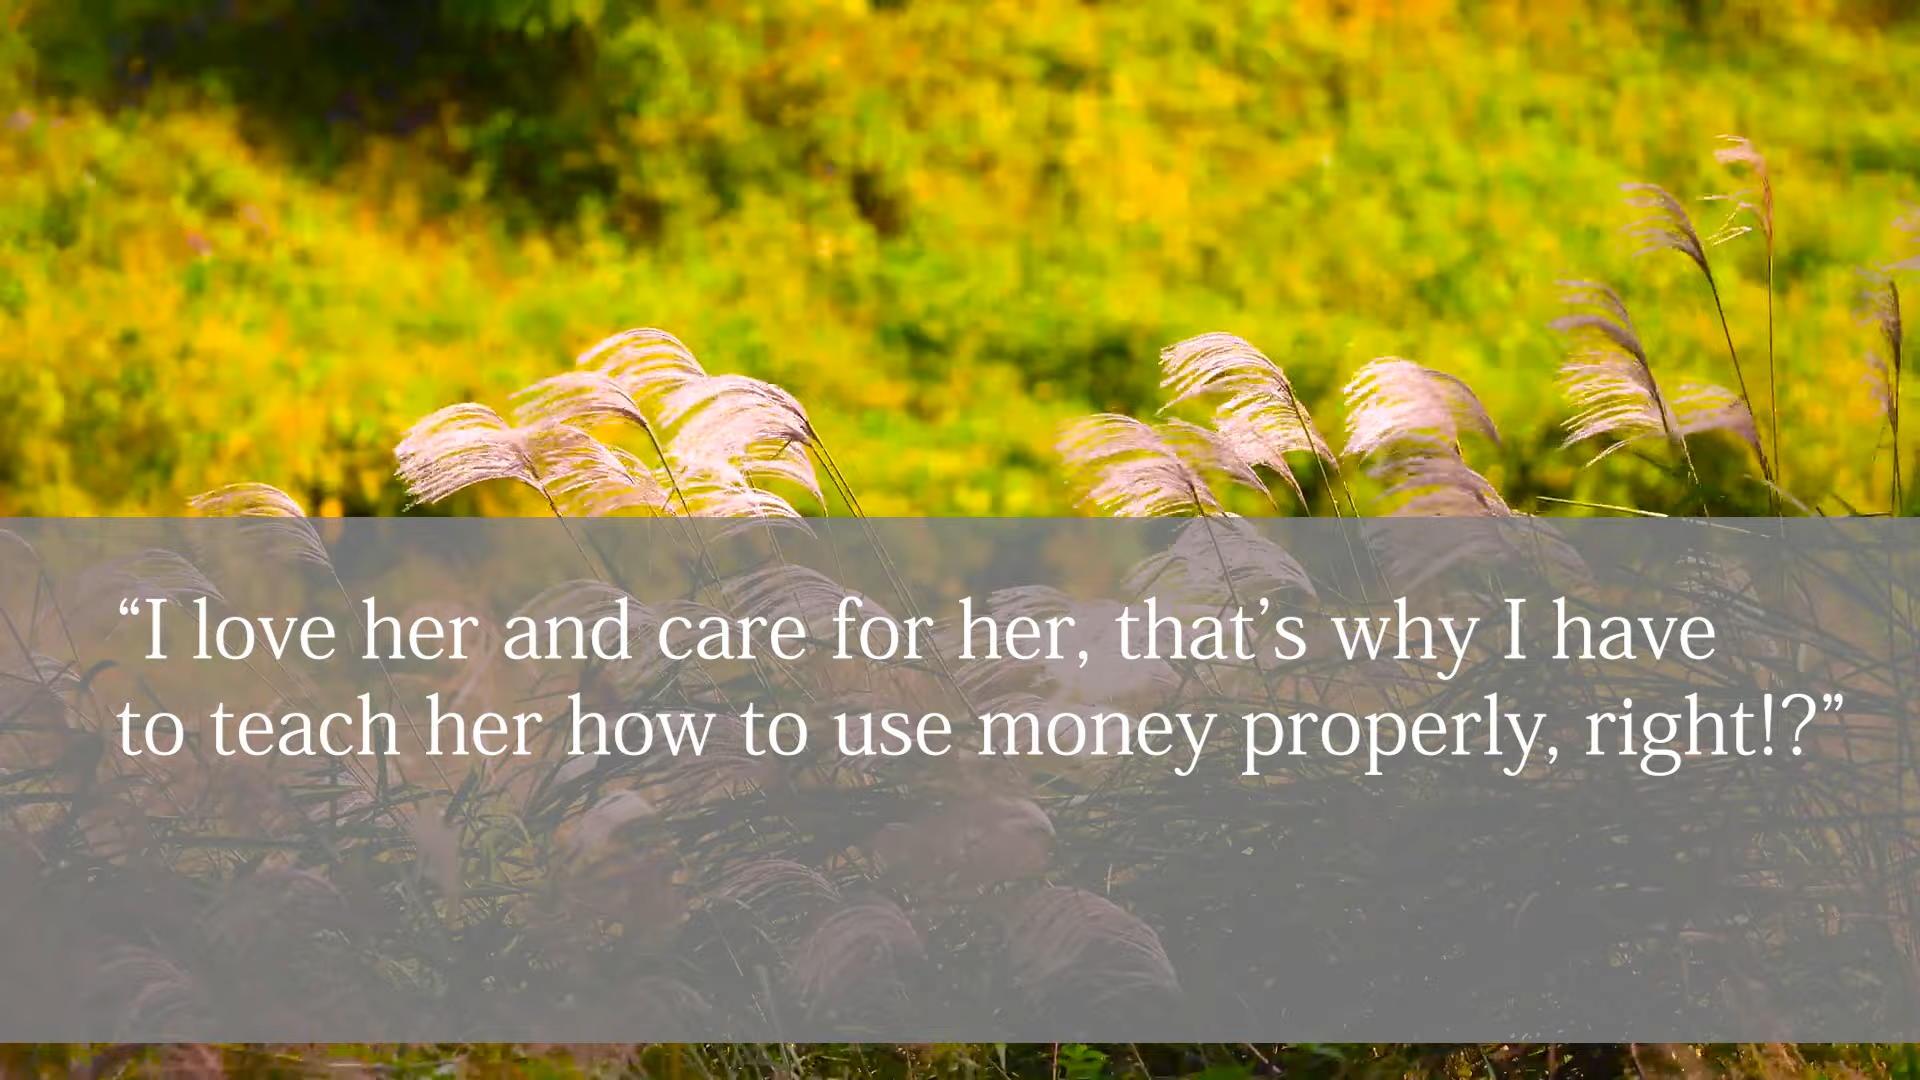 “I love her and care for her, that’s why I have
to teach her how to use money properly, right!?”